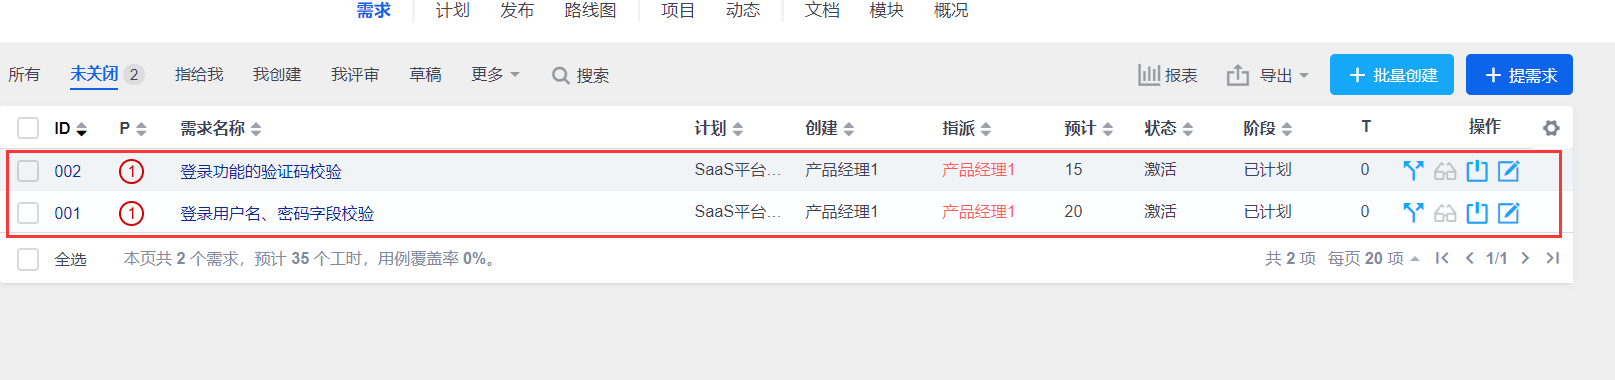 需求 计划 发布 路线图 项目 动态 文档 模块 概况
所有 未关闭 2 指给我 我创建 我评审 草稿 更多 搜索 报表 导出 批量创建 提需求
ID P 需求名称 计划 创建 指派 预计 状态 阶段 T 操作
002 1 登录功能的验证码校验 SaaS平台... 产品经理1 产品经理1 15 激活 已计划 0
001 1 登录用户名、密码字段校验 SaaS平台... 产品经理1 产品经理1 20 激活 已计划 0
全选 本页共 2 个需求，预计 35 个工时，用例覆盖率 0%。 共 2 项 每页 20 项 1/1